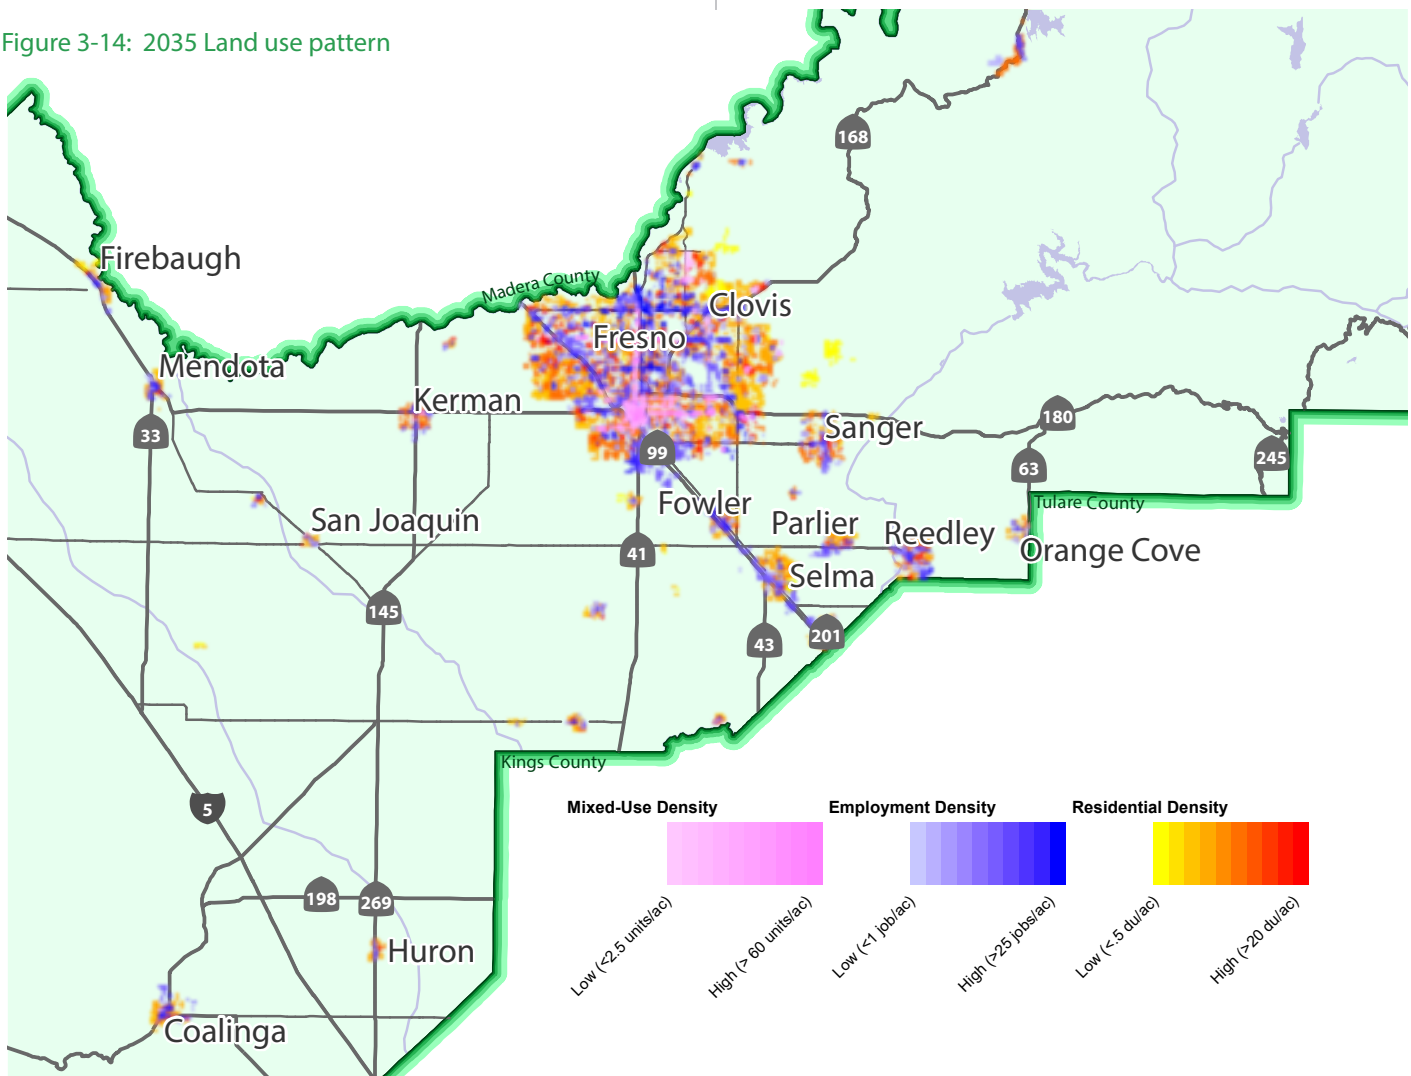 Figure 3-14: 2035 Land use pattern
168
Firebaugh
Madera County
Clovis
Fresno
Mendota
Kerman
180
Sanger
33
99
63
245
Fowler
Tulare County
San Joaquin
Parlier
Reedley
41
Orange Cove
Selma
145
43
201
Kings County
5
Mixed-Use Density
Employment Density
Residential Density
198
269
Low (<2.5 units/ac)
High (> 60 units/ac)
Low (<1 job/ac)
High (>25 jobs/ac)
Low (<.5 du/ac)
High (>20 du/ac)
Huron
Coalinga